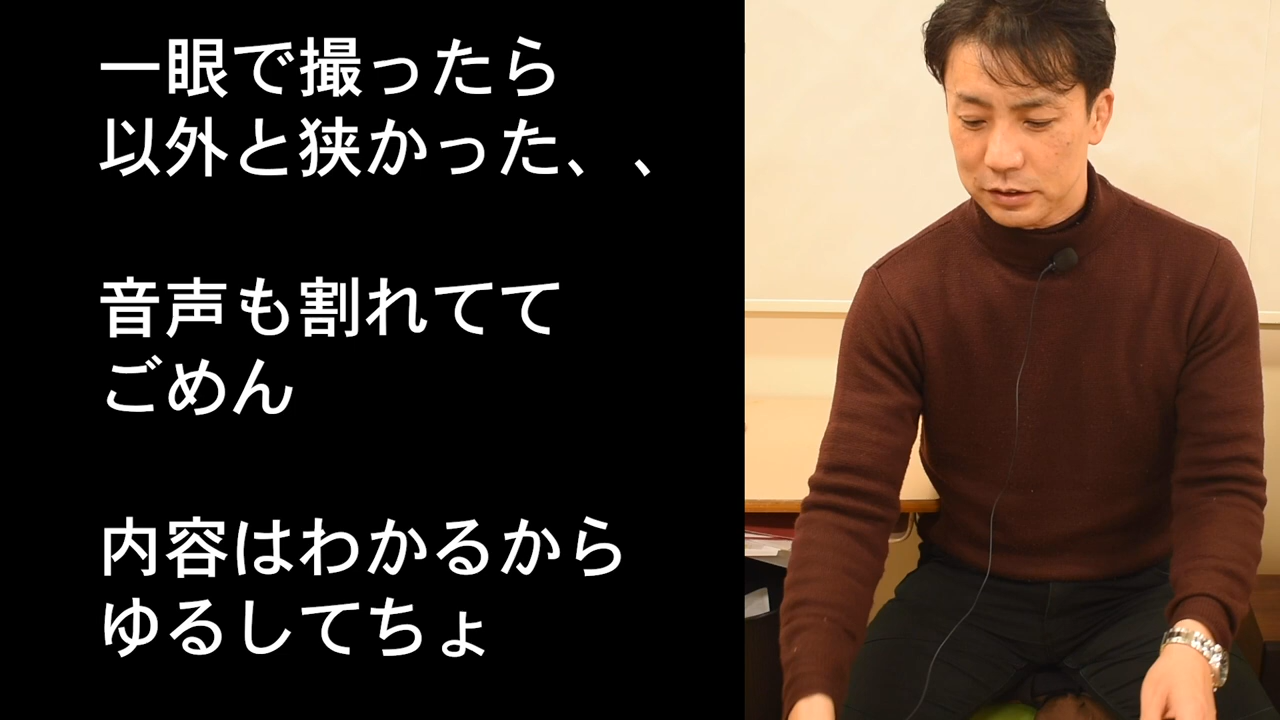 一眼で撮ったら
以外と狭かった、、
音声も割れてて
ごめん
内容はわかるから
ゆるしてちょ